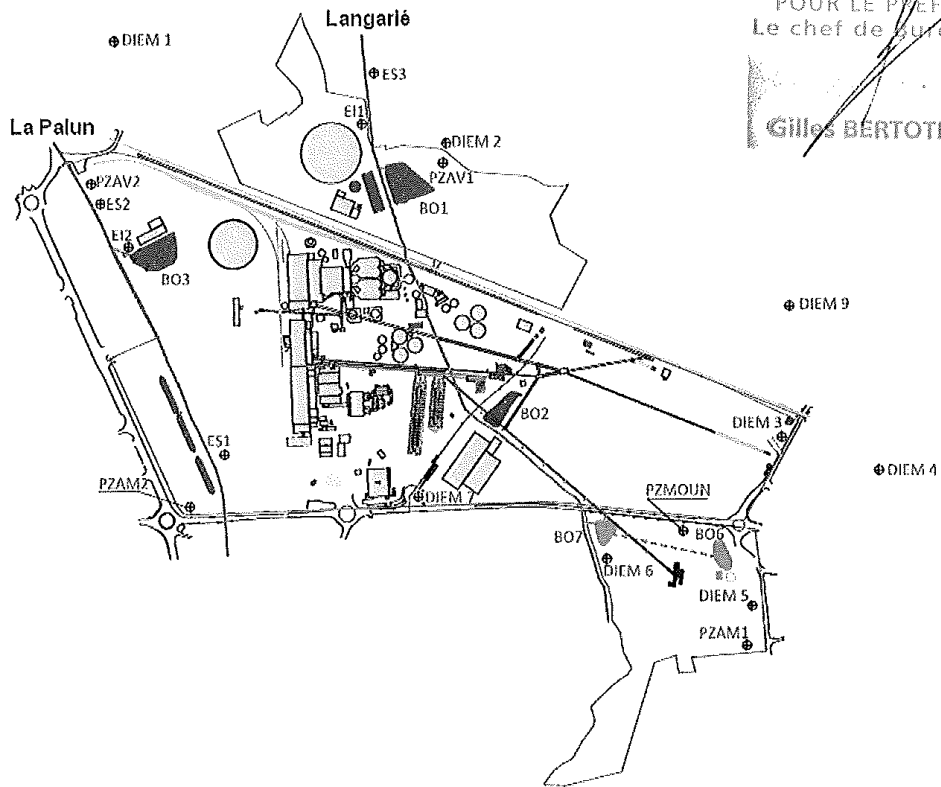 POUR LE PREF
Le chef de Bure
Gilles BERTOT
Langarlé
DIEM 1
ES3
La Palun
EI1
DIEM 2
PZAV1
PZAV2
ES2
BO1
EI2
BO3
DIEM 9
BO2
DIEM 3
ES1
DIEM 4
PZAM2
DIEM 7
PZMOUN
BO7
BO6
DIEM 6
DIEM 5
PZAM1